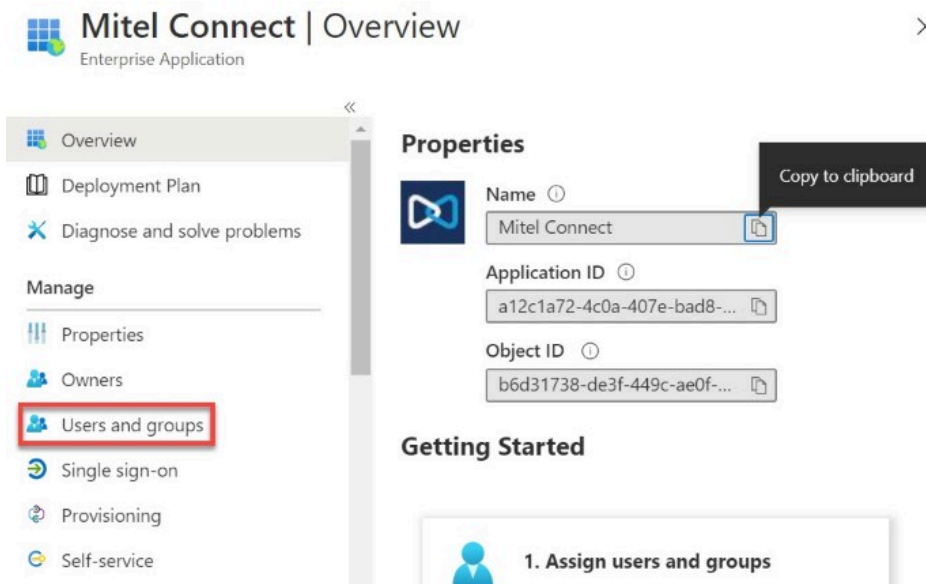 Mitel Connect | Overview
Enterprise Application
Overview
Deployment Plan
Diagnose and solve problems
Manage
Properties
Owners
Users and groups
Single sign-on
Provisioning
Self-service
Properties
Copy to clipboard
Name
Mitel Connect
Application ID
a12c1a72-4c0a-407e-bad8-...
Object ID
b6d31738-de3f-449c-ae0f-...
Getting Started
1. Assign users and groups